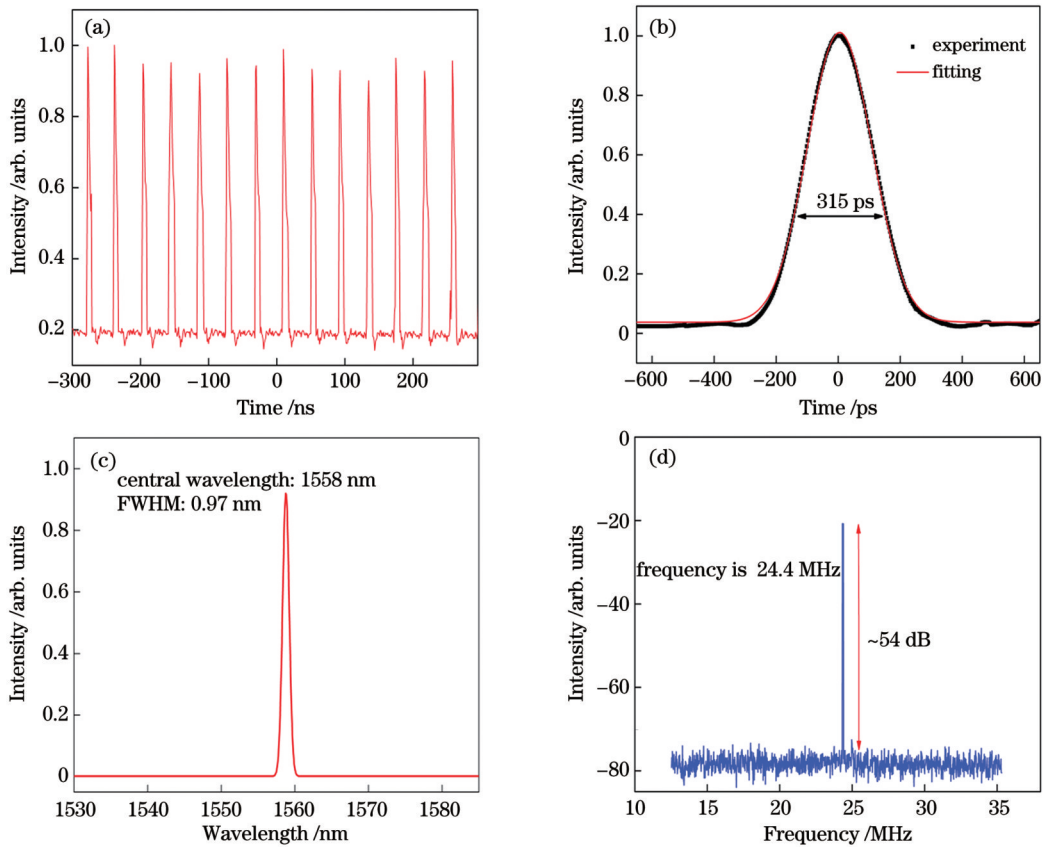 (a)
1.0
0.8
0.6
0.4
0.2
Intensity /arb. units
−300
−200
−100
0
100
200
Time /ns
(b)
experiment
fitting
315 ps
1.0
0.8
0.6
0.4
0.2
0
Intensity /arb. units
−600
−400
−200
0
200
400
600
Time /ps
(c)
central wavelength: 1558 nm
FWHM: 0.97 nm
1.0
0.8
0.6
0.4
0.2
0
Intensity /arb. units
1530
1540
1550
1560
1570
1580
Wavelength /nm
(d)
frequency is 24.4 MHz
~54 dB
0
−20
−40
−60
−80
Intensity /arb. units
10
15
20
25
30
35
Frequency /MHz